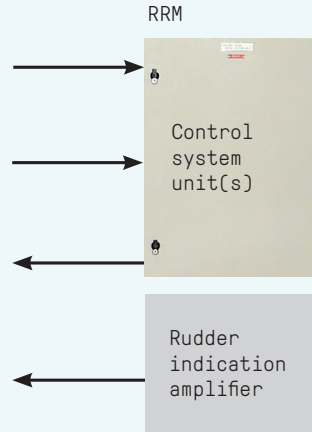 RRM
Control
system
unit(s)
Rudder
indication
amplifier